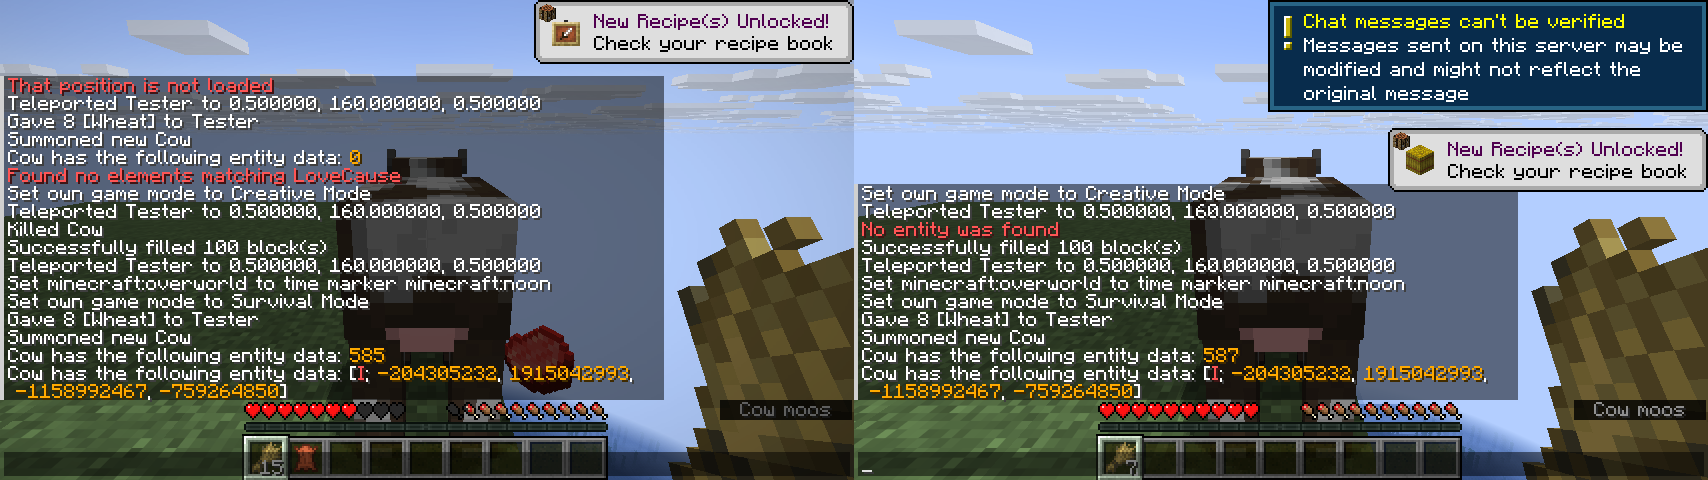 New Recipe(s) Unlocked!
Check your recipe book
That position is not loaded
Teleported Tester to 0.500000, 160.000000, 0.500000
Gave 8 [Wheat] to Tester
Summoned new Cow
Cow has the following entity data: 0
Found no elements matching LoveCause
Set own game mode to Creative Mode
Teleported Tester to 0.500000, 160.000000, 0.500000
Killed Cow
Successfully filled 100 block(s)
Teleported Tester to 0.500000, 160.000000, 0.500000
Set minecraft:overworld to time marker minecraft:noon
Set own game mode to Survival Mode
Gave 8 [Wheat] to Tester
Summoned new Cow
Cow has the following entity data: 585
Cow has the following entity data: [I; -204305232, 1915042993,
-1158992467, -759264850]
Cow moos
15
Chat messages can't be verified
Messages sent on this server may be
modified and might not reflect the
original message
New Recipe(s) Unlocked!
Check your recipe book
Set own game mode to Creative Mode
Teleported Tester to 0.500000, 160.000000, 0.500000
No entity was found
Successfully filled 100 block(s)
Teleported Tester to 0.500000, 160.000000, 0.500000
Set minecraft:overworld to time marker minecraft:noon
Set own game mode to Survival Mode
Gave 8 [Wheat] to Tester
Summoned new Cow
Cow has the following entity data: 587
Cow has the following entity data: [I; -204305232, 1915042993,
-1158992467, -759264850]
Cow moos
7
_